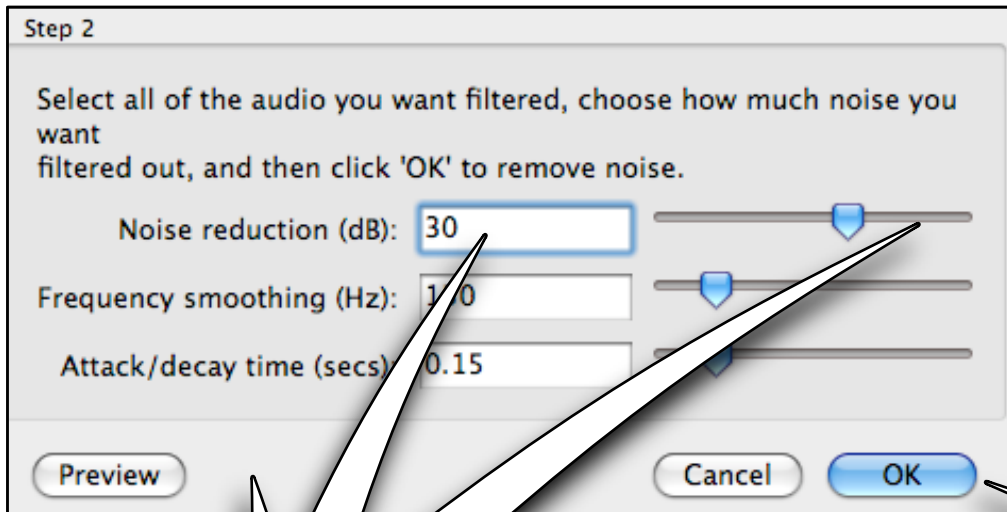 Step 2
Select all of the audio you want filtered, choose how much noise you
want
filtered out, and then click 'OK' to remove noise.
Noise reduction (dB): 30
Frequency smoothing (Hz):
Attack/decay time (secs): 0.15
Preview Cancel OK